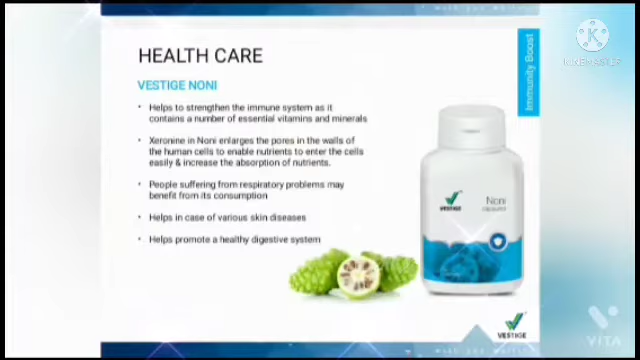 HEALTH CARE
VESTIGE NONI
• Helps to strengthen the immune system as it
contains a number of essential vitamins and minerals
• Xeronine in Noni enlarges the pores in the walls of
the human cells to enable nutrients to enter the cells
easily & increase the absorption of nutrients.
• People suffering from respiratory problems may
benefit from its consumption
• Helps in case of various skin diseases
• Helps promote a healthy digestive system
Immunity Boost
K
KINEMASTER
VESTIGE
Noni
capsules
VESTIGE
VITA